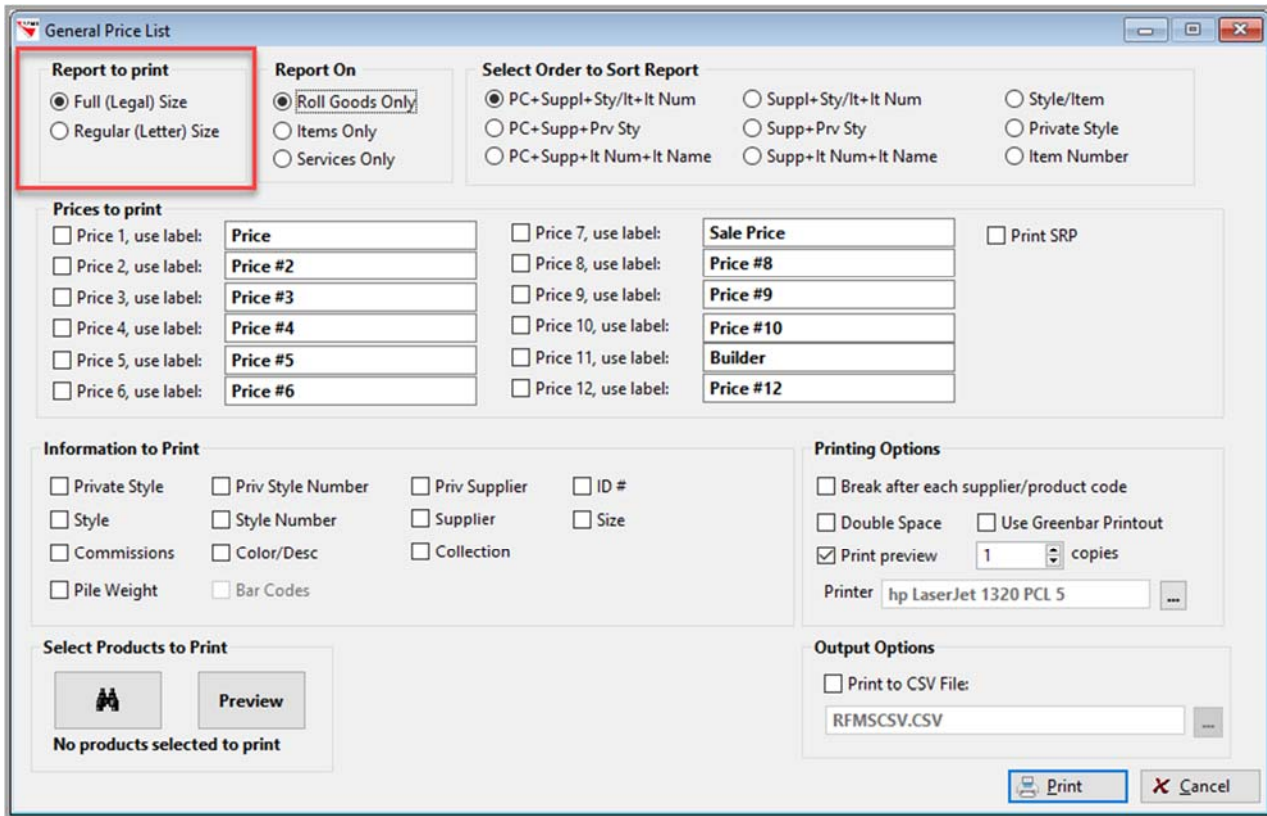 General Price List
Report to print
Full (Legal) Size
Regular (Letter) Size
Report On
Roll Goods Only
Items Only
Services Only
Select Order to Sort Report
PC+Suppl+Sty/It+It Num
Suppl+Sty/It+It Num
Style/Item
PC+Supp+Prv Sty
Supp+Prv Sty
Private Style
PC+Supp+It Num+It Name
Supp+It Num+It Name
Item Number
Prices to print
Price 1, use label: Price
Price 2, use label: Price #2
Price 3, use label: Price #3
Price 4, use label: Price #4
Price 5, use label: Price #5
Price 6, use label: Price #6
Price 7, use label: Sale Price
Price 8, use label: Price #8
Price 9, use label: Price #9
Price 10, use label: Price #10
Price 11, use label: Builder
Price 12, use label: Price #12
Print SRP
Information to Print
Private Style Priv Style Number Priv Supplier ID #
Style Style Number Supplier Size
Commissions Color/Desc Collection
Pile Weight Bar Codes
Printing Options
Break after each supplier/product code
Double Space Use Greenbar Printout
Print preview 1 copies
Printer hp LaserJet 1320 PCL 5 ...
Select Products to Print
Preview
No products selected to print
Output Options
Print to CSV File:
RFMSCSV.CSV ...
Print Cancel